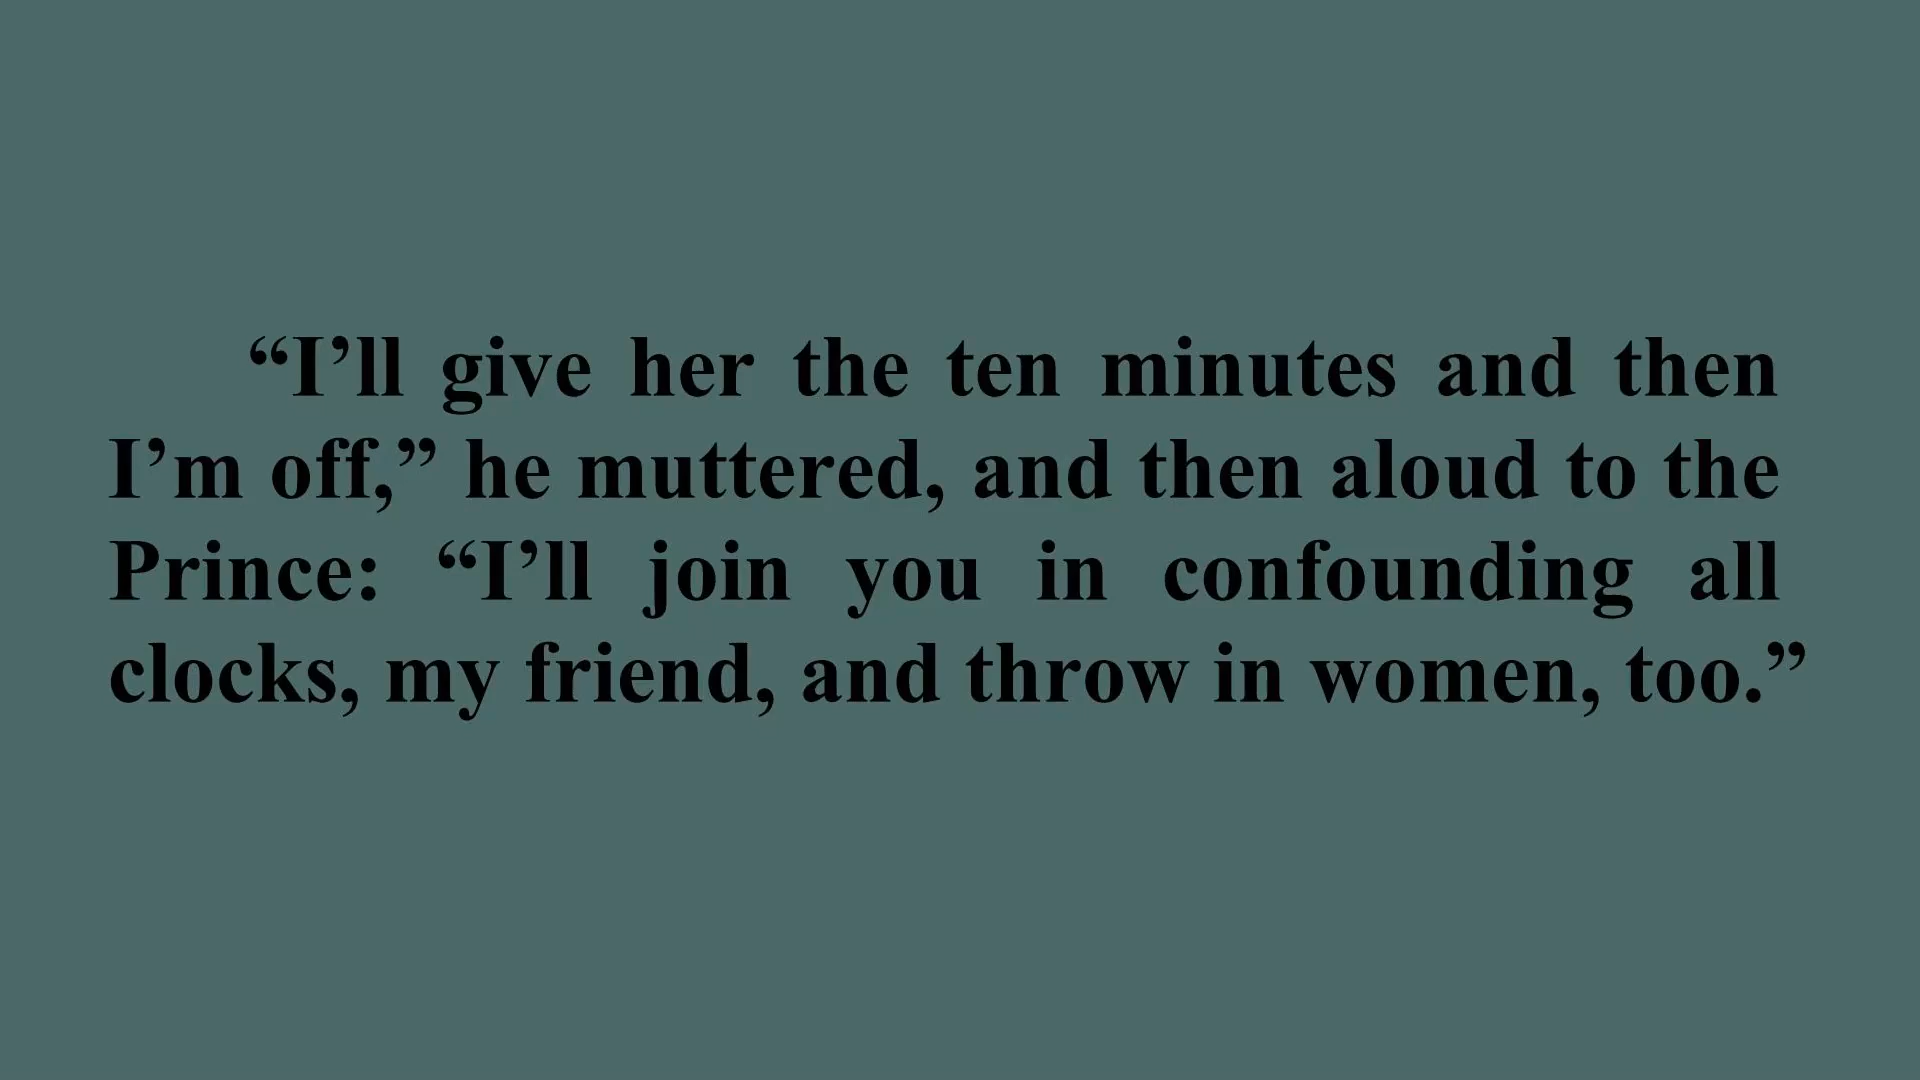 “I’ll give her the ten minutes and then
I’m off,” he muttered, and then aloud to the
Prince: “I’ll join you in confounding all
clocks, my friend, and throw in women, too.”